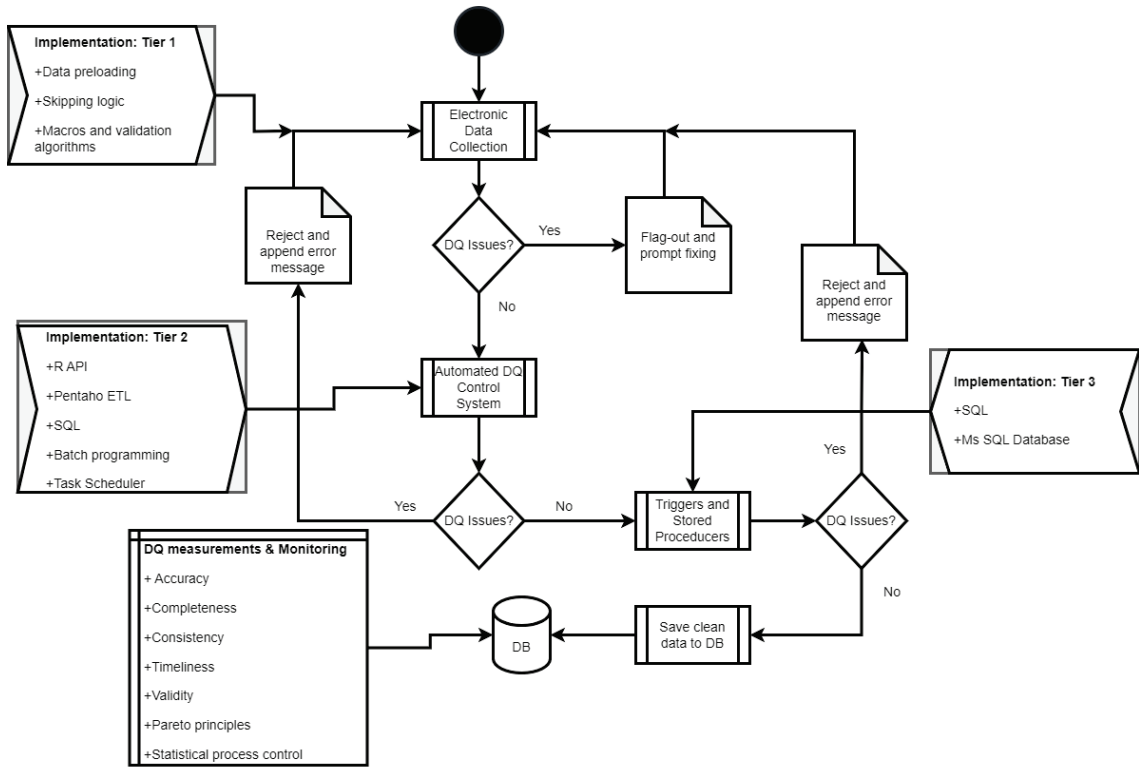 Implementation: Tier 1
+Data preloading
+Skipping logic
+Macros and validation
algorithms
Electronic
Data
Collection
Reject and
append error
message
DQ Issues?
Yes
Flag-out and
prompt fixing
No
Reject and
append error
message
Implementation: Tier 2
+R API
+Pentaho ETL
+SQL
+Batch programming
+Task Scheduler
Automated DQ
Control
System
Implementation: Tier 3
+SQL
+Ms SQL Database
Yes
Yes
DQ Issues?
No
Triggers and
Stored
Proceducers
DQ Issues?
No
DQ measurements & Monitoring
+ Accuracy
+Completeness
+Consistency
+Timeliness
+Validity
+Pareto principles
+Statistical process control
DB
Save clean
data to DB